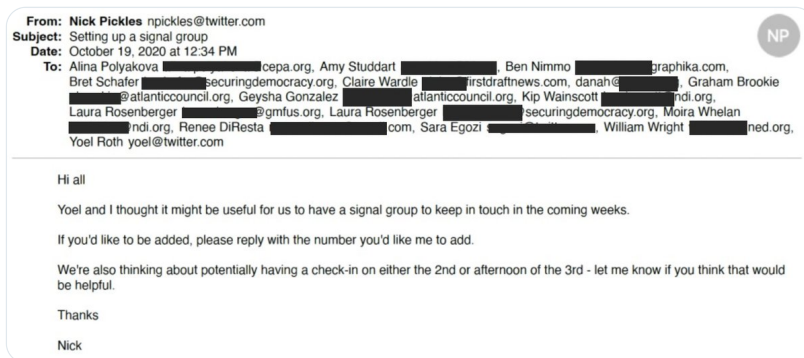 From: Nick Pickles npickles@twitter.com
NP
Subject: Setting up a signal group
Date: October 19, 2020 at 12:34 PM
To: Alina Polyakova cepa.org, Amy Studdart , Ben Nimmo graphika.com,
Bret Schafer securingdemocracy.org, Claire Wardle firstdraftnews.com, danah@ , Graham Brookie
@atlanticcouncil.org, Geysha Gonzalez atlanticcouncil.org, Kip Wainscott ndi.org,
Laura Rosenberger @gmfus.org, Laura Rosenberger securingdemocracy.org, Moira Whelan
ndi.org, Renee DiResta com, Sara Egozi , William Wright ned.org,
Yoel Roth yoel@twitter.com
Hi all
Yoel and I thought it might be useful for us to have a signal group to keep in touch in the coming weeks.
If you'd like to be added, please reply with the number you'd like me to add.
We're also thinking about potentially having a check-in on either the 2nd or afternoon of the 3rd - let me know if you think that would
be helpful.
Thanks
Nick